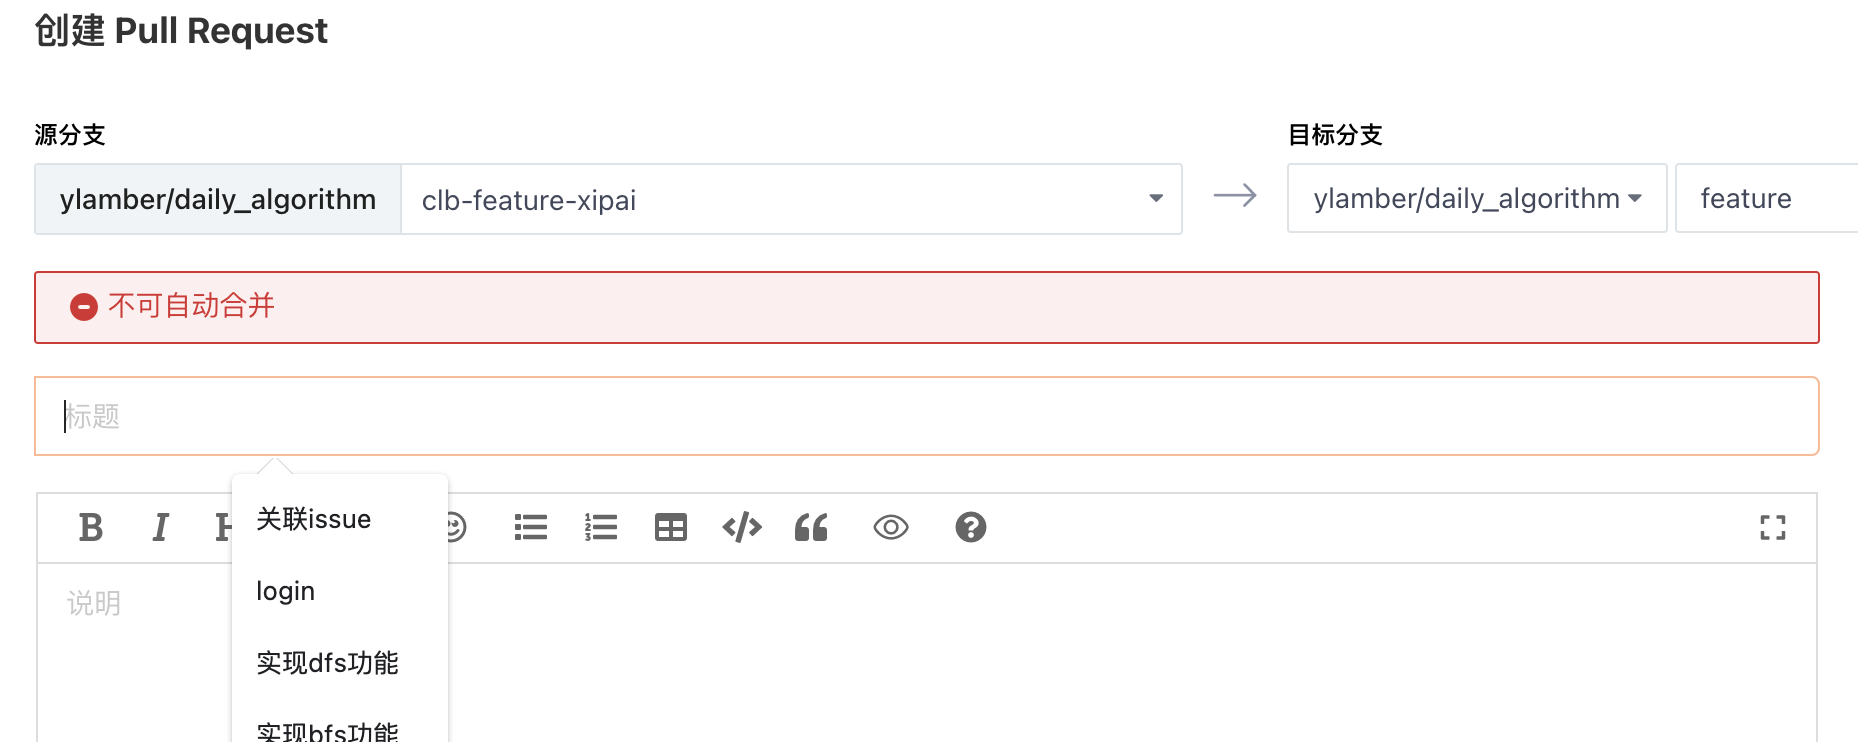 创建 Pull Request
源分支
目标分支
ylamber/daily_algorithm
clb-feature-xipai
ylamber/daily_algorithm
feature
不可自动合并
标题
B I H
关联issue
login
说明
实现dfs功能
实现bfs功能